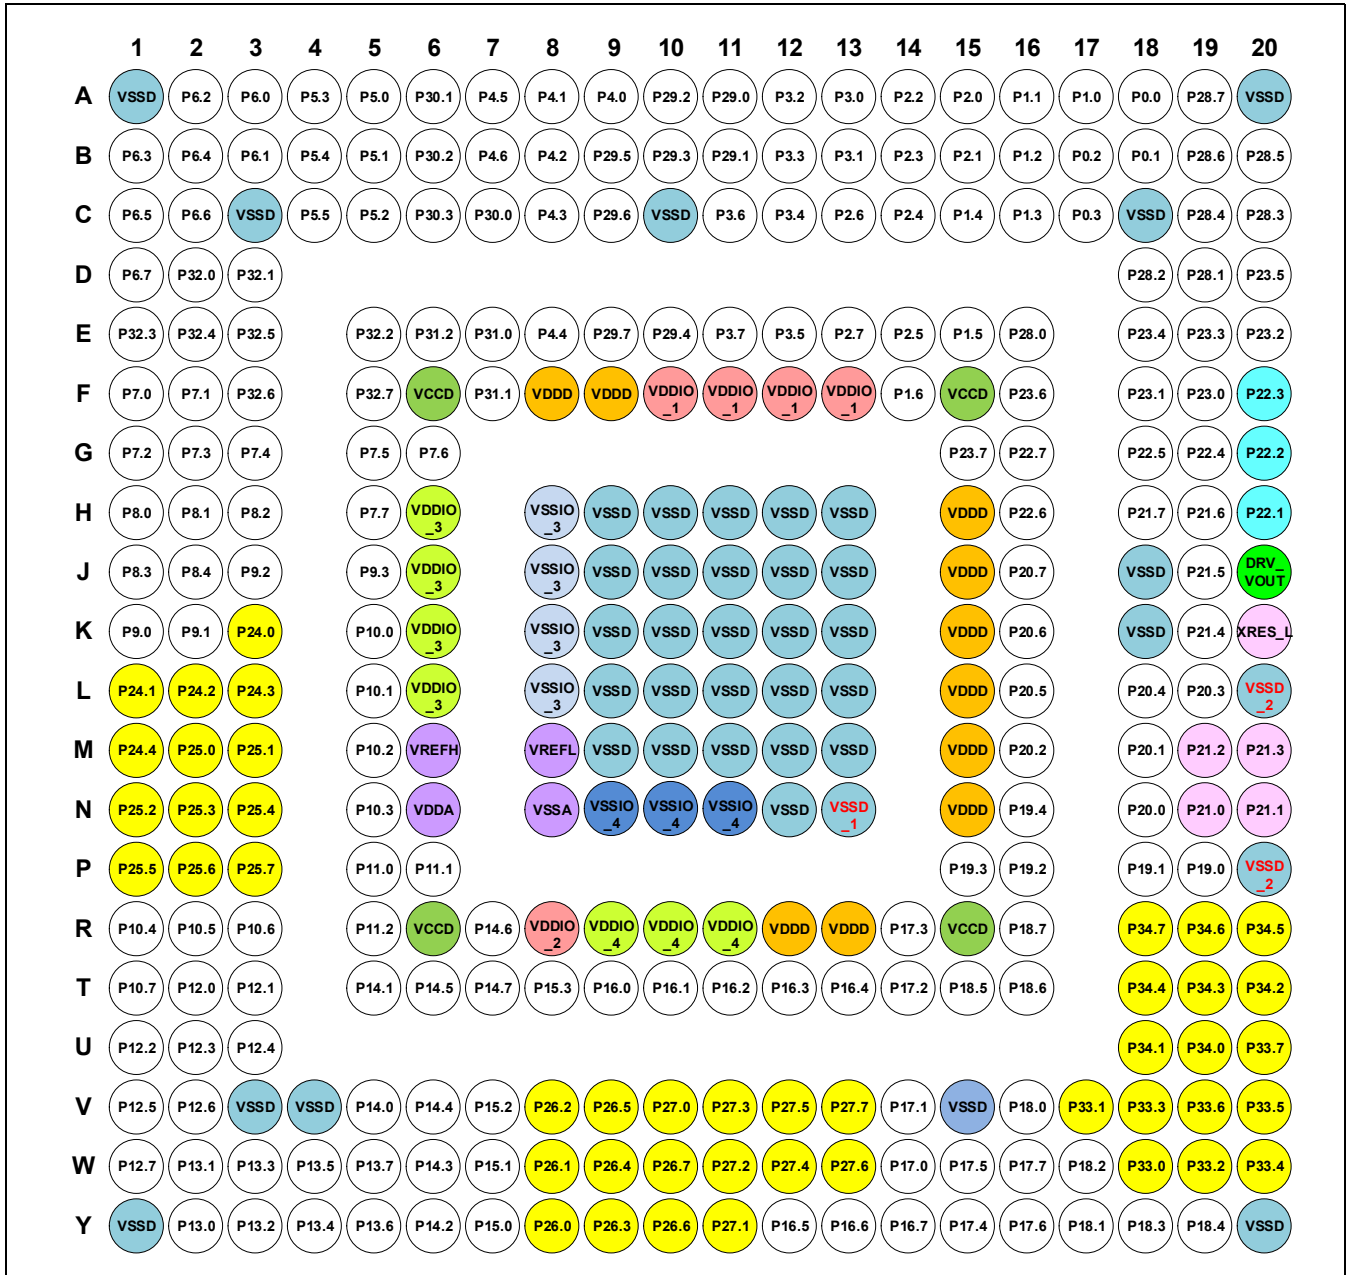 1 2 3 4 5 6 7 8 9 10 11 12 13 14 15 16 17 18 19 20
A VSSD P6.2 P6.0 P5.3 P5.0 P30.1 P4.5 P4.1 P4.0 P29.2 P29.0 P3.2 P3.0 P2.2 P2.0 P1.1 P1.0 P0.0 P28.7 VSSD
B P6.3 P6.4 P6.1 P5.4 P5.1 P30.2 P4.6 P4.2 P29.5 P29.3 P29.1 P3.3 P3.1 P2.3 P2.1 P1.2 P0.2 P0.1 P28.6 P28.5
C P6.5 P6.6 VSSD P5.5 P5.2 P30.3 P30.0 P4.3 P29.6 VSSD P3.6 P3.4 P2.6 P2.4 P1.4 P1.3 P0.3 VSSD P28.4 P28.3
D P6.7 P32.0 P32.1 P28.2 P28.1 P23.5
E P32.3 P32.4 P32.5 P32.2 P31.2 P31.0 P4.4 P29.7 P29.4 P3.7 P3.5 P2.7 P2.5 P1.5 P28.0 P23.4 P23.3 P23.2
F P7.0 P7.1 P32.6 P32.7 VCCD P31.1 VDDD VDDD VDDIO_1 VDDIO_1 VDDIO_1 VDDIO_1 P1.6 VCCD P23.6 P23.1 P23.0 P22.3
G P7.2 P7.3 P7.4 P7.5 P7.6 P23.7 P22.7 P22.5 P22.4 P22.2
H P8.0 P8.1 P8.2 P7.7 VDDIO_3 VSSIO_3 VSSD VSSD VSSD VSSD VSSD VDDD P22.6 P21.7 P21.6 P22.1
J P8.3 P8.4 P9.2 P9.3 VDDIO_3 VSSIO_3 VSSD VSSD VSSD VSSD VSSD VDDD P20.7 VSSD P21.5 DRV_VOUT
K P9.0 P9.1 P24.0 P10.0 VDDIO_3 VSSIO_3 VSSD VSSD VSSD VSSD VSSD VDDD P20.6 VSSD P21.4 XRES_L
L P24.1 P24.2 P24.3 P10.1 VDDIO_3 VSSIO_3 VSSD VSSD VSSD VSSD VSSD VDDD P20.5 P20.4 P20.3 VSSD_2
M P24.4 P25.0 P25.1 P10.2 VREFH VREFL VSSD VSSD VSSD VSSD VSSD VDDD P20.2 P20.1 P21.2 P21.3
N P25.2 P25.3 P25.4 P10.3 VDDA VSSA VSSIO_4 VSSIO_4 VSSIO_4 VSSD VSSD_1 VDDD P19.4 P20.0 P21.0 P21.1
P P25.5 P25.6 P25.7 P11.0 P11.1 P19.3 P19.2 P19.1 P19.0 VSSD_2
R P10.4 P10.5 P10.6 P11.2 VCCD P14.6 VDDIO_2 VDDIO_4 VDDIO_4 VDDIO_4 VDDD VDDD P17.3 VCCD P18.7 P34.7 P34.6 P34.5
T P10.7 P12.0 P12.1 P14.1 P14.5 P14.7 P15.3 P16.0 P16.1 P16.2 P16.3 P16.4 P17.2 P18.5 P18.6 P34.4 P34.3 P34.2
U P12.2 P12.3 P12.4 P34.1 P34.0 P33.7
V P12.5 P12.6 VSSD VSSD P14.0 P14.4 P15.2 P26.2 P26.5 P27.0 P27.3 P27.5 P27.7 P17.1 VSSD P18.0 P33.1 P33.3 P33.6 P33.5
W P12.7 P13.1 P13.3 P13.5 P13.7 P14.3 P15.1 P26.1 P26.4 P26.7 P27.2 P27.4 P27.6 P17.0 P17.5 P17.7 P18.2 P33.0 P33.2 P33.4
Y VSSD P13.0 P13.2 P13.4 P13.6 P14.2 P15.0 P26.0 P26.3 P26.6 P27.1 P16.5 P16.6 P16.7 P17.4 P17.6 P18.1 P18.3 P18.4 VSSD